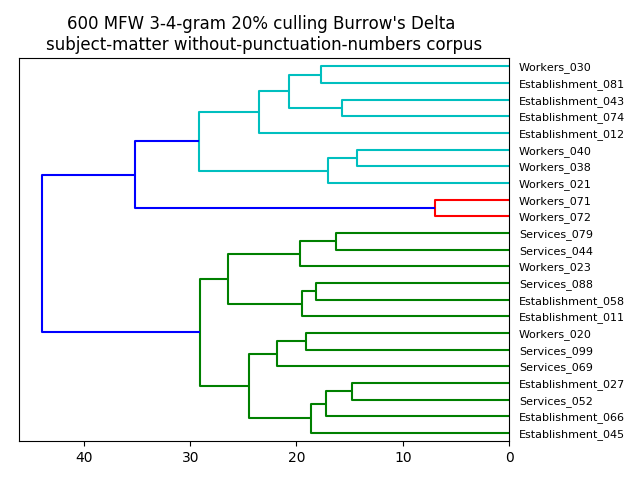 600 MFW 3-4-gram 20% culling Burrow's Delta
subject-matter without-punctuation-numbers corpus
Workers_030
Establishment_081
Establishment_043
Establishment_074
Establishment_012
Workers_040
Workers_038
Workers_021
Workers_071
Workers_072
Services_079
Services_044
Workers_023
Services_088
Establishment_058
Establishment_011
Workers_020
Services_099
Services_069
Establishment_027
Services_052
Establishment_066
Establishment_045
40 30 20 10 0